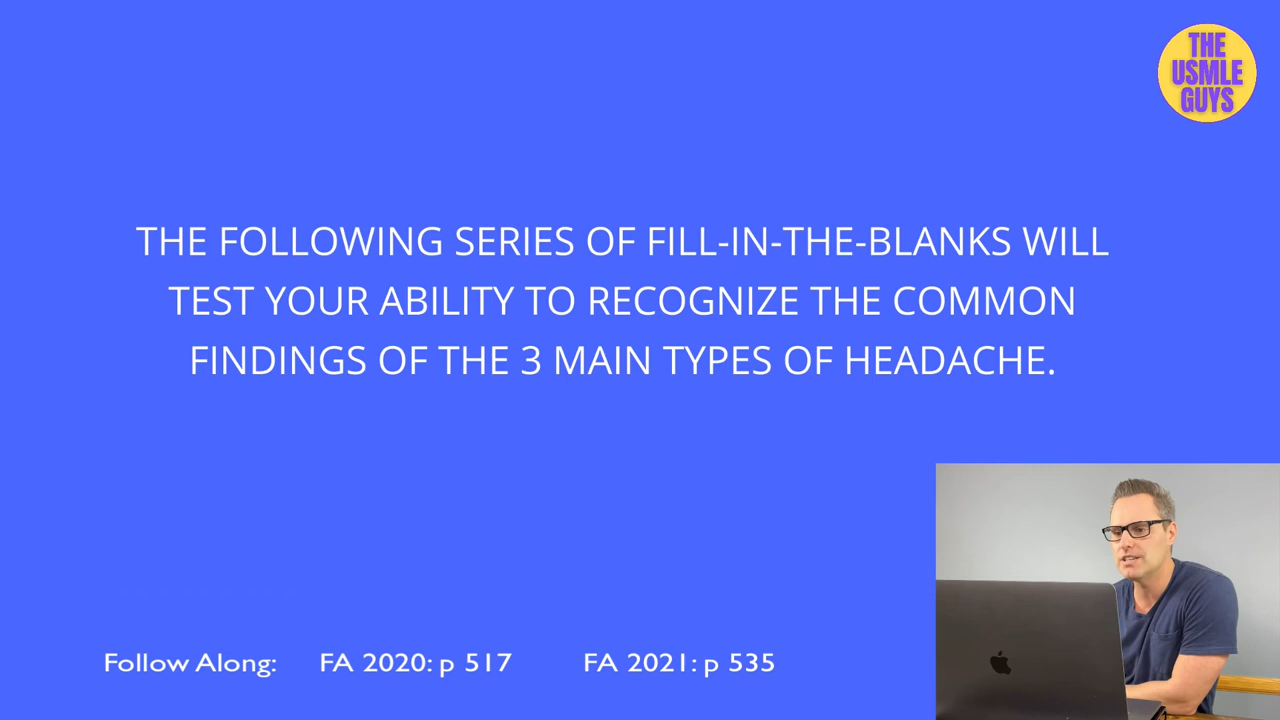 THE
USMLE
GUYS
THE FOLLOWING SERIES OF FILL-IN-THE-BLANKS WILL
TEST YOUR ABILITY TO RECOGNIZE THE COMMON
FINDINGS OF THE 3 MAIN TYPES OF HEADACHE.
Follow Along: FA 2020: p 517 FA 2021: p 535